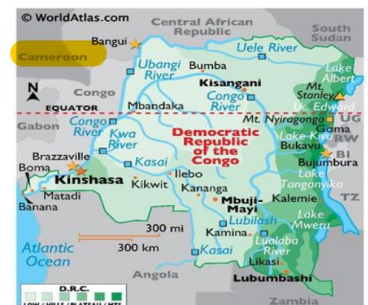 © WorldAtlas.com
Central African
Republic
South
Sudan
Bangui
Cameroon
Ubangi
River
Bumba
Uele River
Lake
Albert
Kisangani
Mt.
Stanley
N
Congo
Congo
River
L. Edward
EQUATOR
Mbandaka
Mt. Nyiragongo
UG
Gabon
Congo
River
Kwa
River
Democratic
Republic
of the
Congo
Goma
Lake Kivu
RW
Bukavu
BI
Bujumbura
Brazzaville
Boma
Kasai
Ilebo
Lake
Tanganyika
Kinshasa
Kikwit
Kananga
Matadi
Banana
Mbuji-
Mayi
Kalemie
TZ
Lake
Mweru
300 mi
300 km
Lubilash
Kamina
Atlantic
Ocean
Kasai
Lualaba
River
Likasi
Angola
Lubumbashi
D.R.C.
LOW / HILLS / PLATEAU / MTS
Zambia